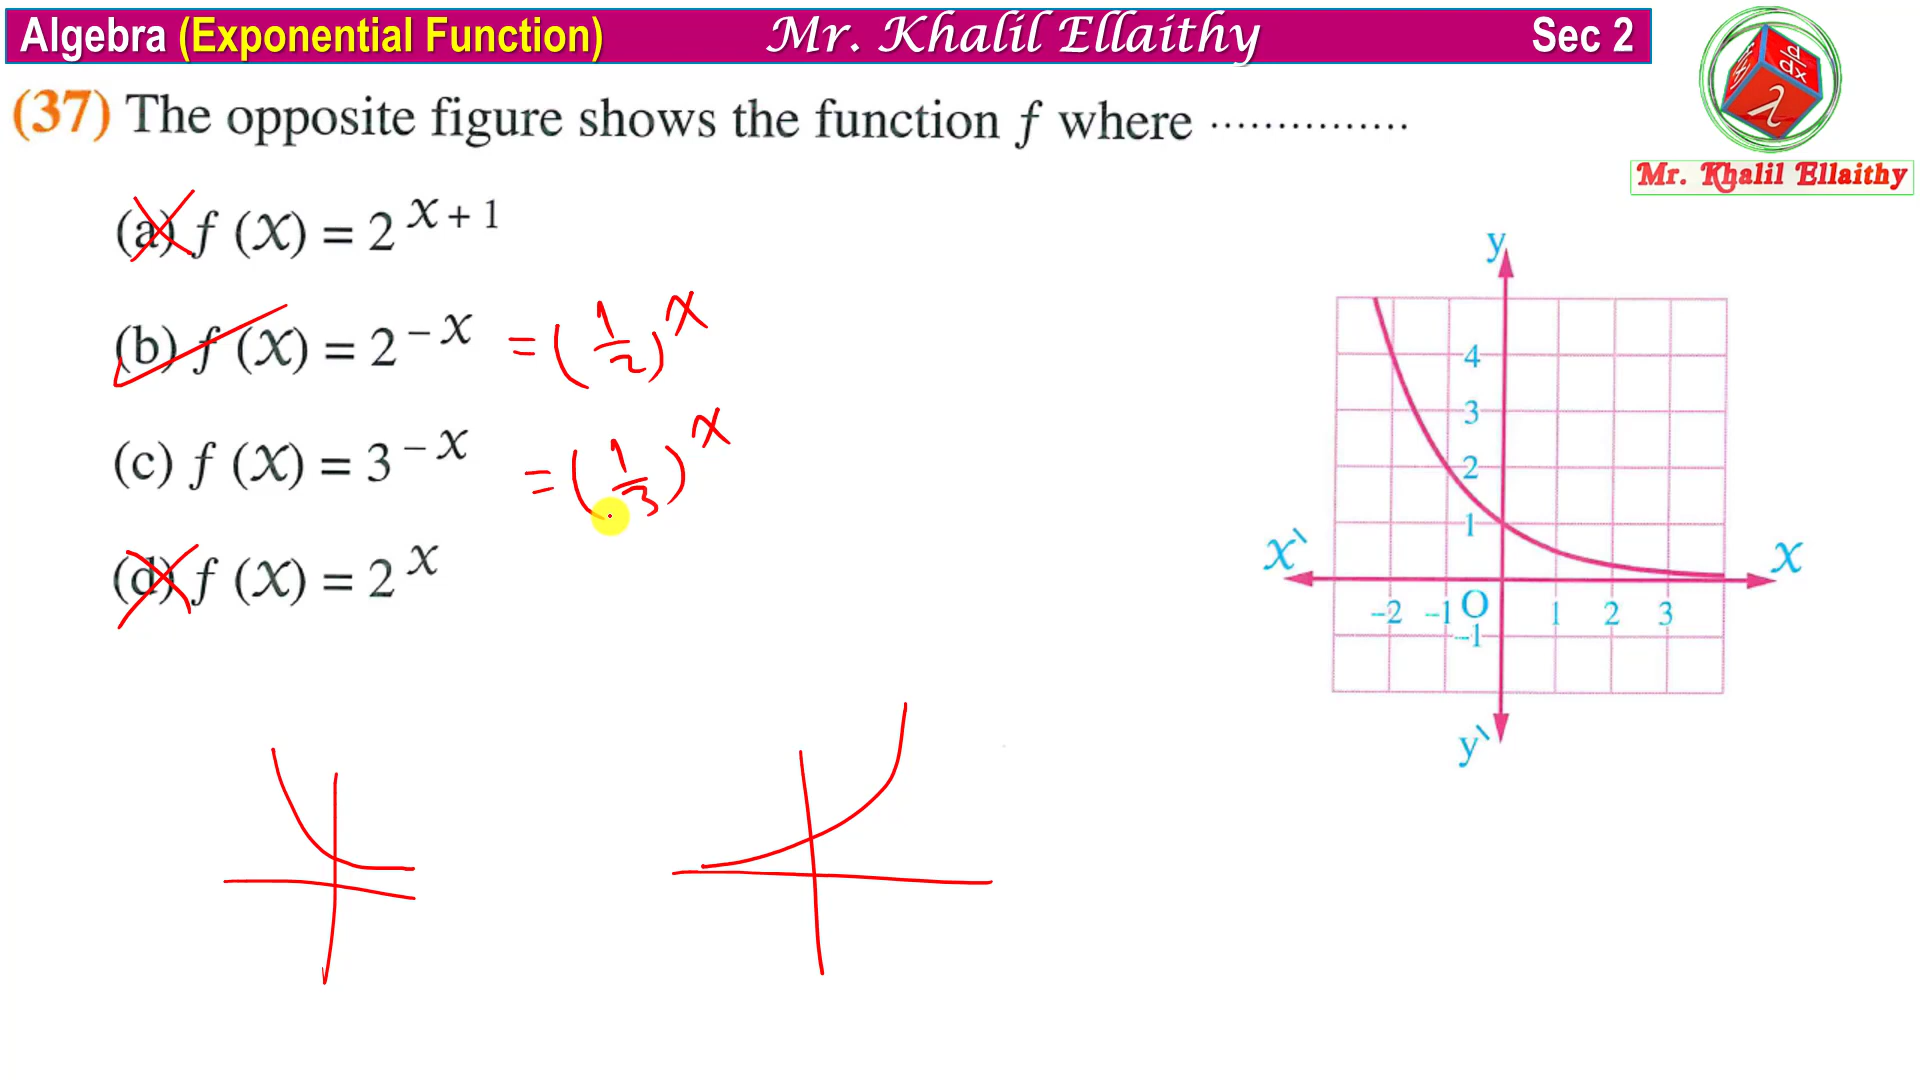 Algebra (Exponential Function) Mr. Khalil Ellaithy Sec 2
(37) The opposite figure shows the function f where ...............
d/dx
λ
Mr. Khalil Ellaithy
(a) f (X) = 2^{X + 1}
(b) f (X) = 2^{– X} = (1/2)^x
(c) f (X) = 3^{– X} = (1/3)^x
(d) f (X) = 2^{X}
y
4
3
2
1
X` X
–2 –1 O 1 2 3
–1
y`